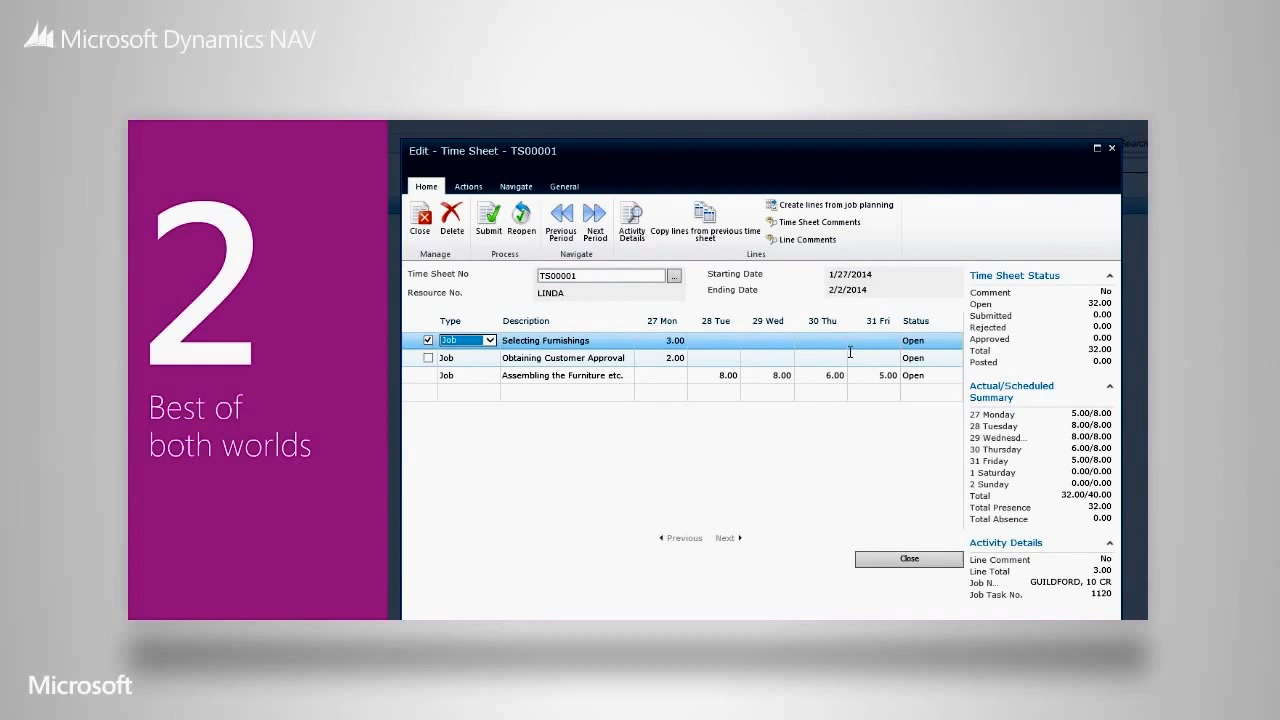 Microsoft Dynamics NAV
2
Best of
both worlds
Search
Edit - Time Sheet - TS00001
Home Actions Navigate General
Close Delete Submit Reopen Previous Period Next Period Activity Details Copy lines from previous time sheet
Create lines from job planning
Time Sheet Comments
Line Comments
Manage Process Navigate Lines
Time Sheet No TS00001 ... Starting Date 1/27/2014
Resource No. LINDA Ending Date 2/2/2014
Type Description 27 Mon 28 Tue 29 Wed 30 Thu 31 Fri Status
Job Selecting Furnishings 3.00 Open
Job Obtaining Customer Approval 2.00 Open
Job Assembling the Furniture etc. 8.00 8.00 6.00 5.00 Open
Previous Next
Close
Time Sheet Status
Comment No
Open 32.00
Submitted 0.00
Rejected 0.00
Approved 0.00
Total 32.00
Posted 0.00
Actual/Scheduled
Summary
27 Monday 5.00/8.00
28 Tuesday 8.00/8.00
29 Wednesd... 8.00/8.00
30 Thursday 6.00/8.00
31 Friday 5.00/8.00
1 Saturday 0.00/0.00
2 Sunday 0.00/0.00
Total 32.00/40.00
Total Presence 32.00
Total Absence 0.00
Activity Details
Line Comment No
Line Total 3.00
Job N... GUILDFORD, 10 CR
Job Task No. 1120
Microsoft